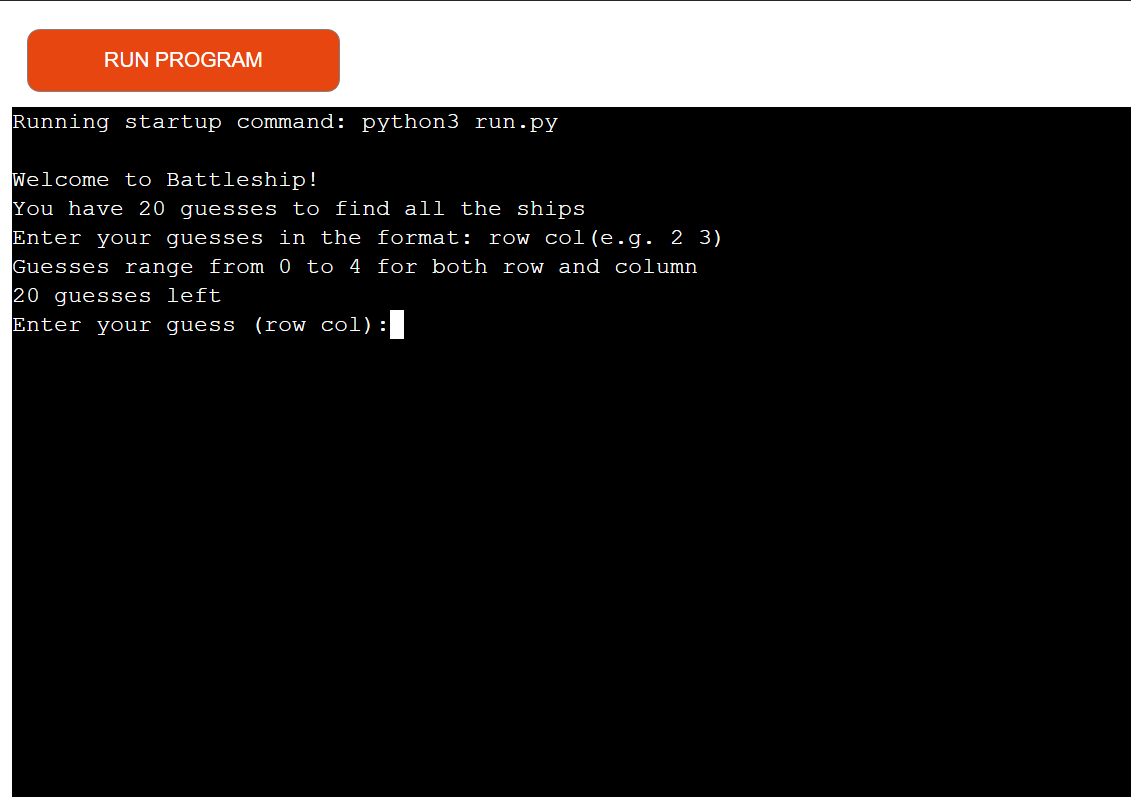 RUN PROGRAM
Running startup command: python3 run.py
Welcome to Battleship!
You have 20 guesses to find all the ships
Enter your guesses in the format: row col(e.g. 2 3)
Guesses range from 0 to 4 for both row and column
20 guesses left
Enter your guess (row col):